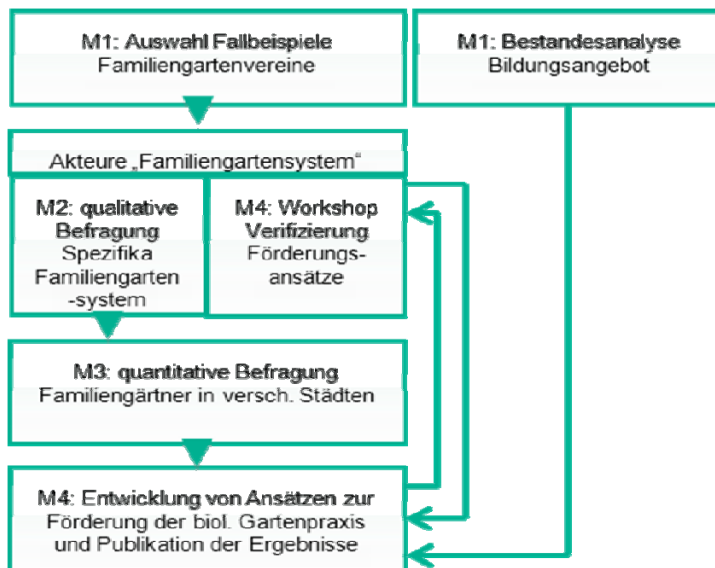 M1: Auswahl Fallbeispiele
Familiengartenvereine
M1: Bestandesanalyse
Bildungsangebot
Akteure „Familiengartensystem“
M2: qualitative
Befragung
Spezifika
Familiengarten
-system
M4: Workshop
Verifizierung
Förderungs-
ansätze
M3: quantitative Befragung
Familiengärtner in versch. Städten
M4: Entwicklung von Ansätzen zur
Förderung der biol. Gartenpraxis
und Publikation der Ergebnisse